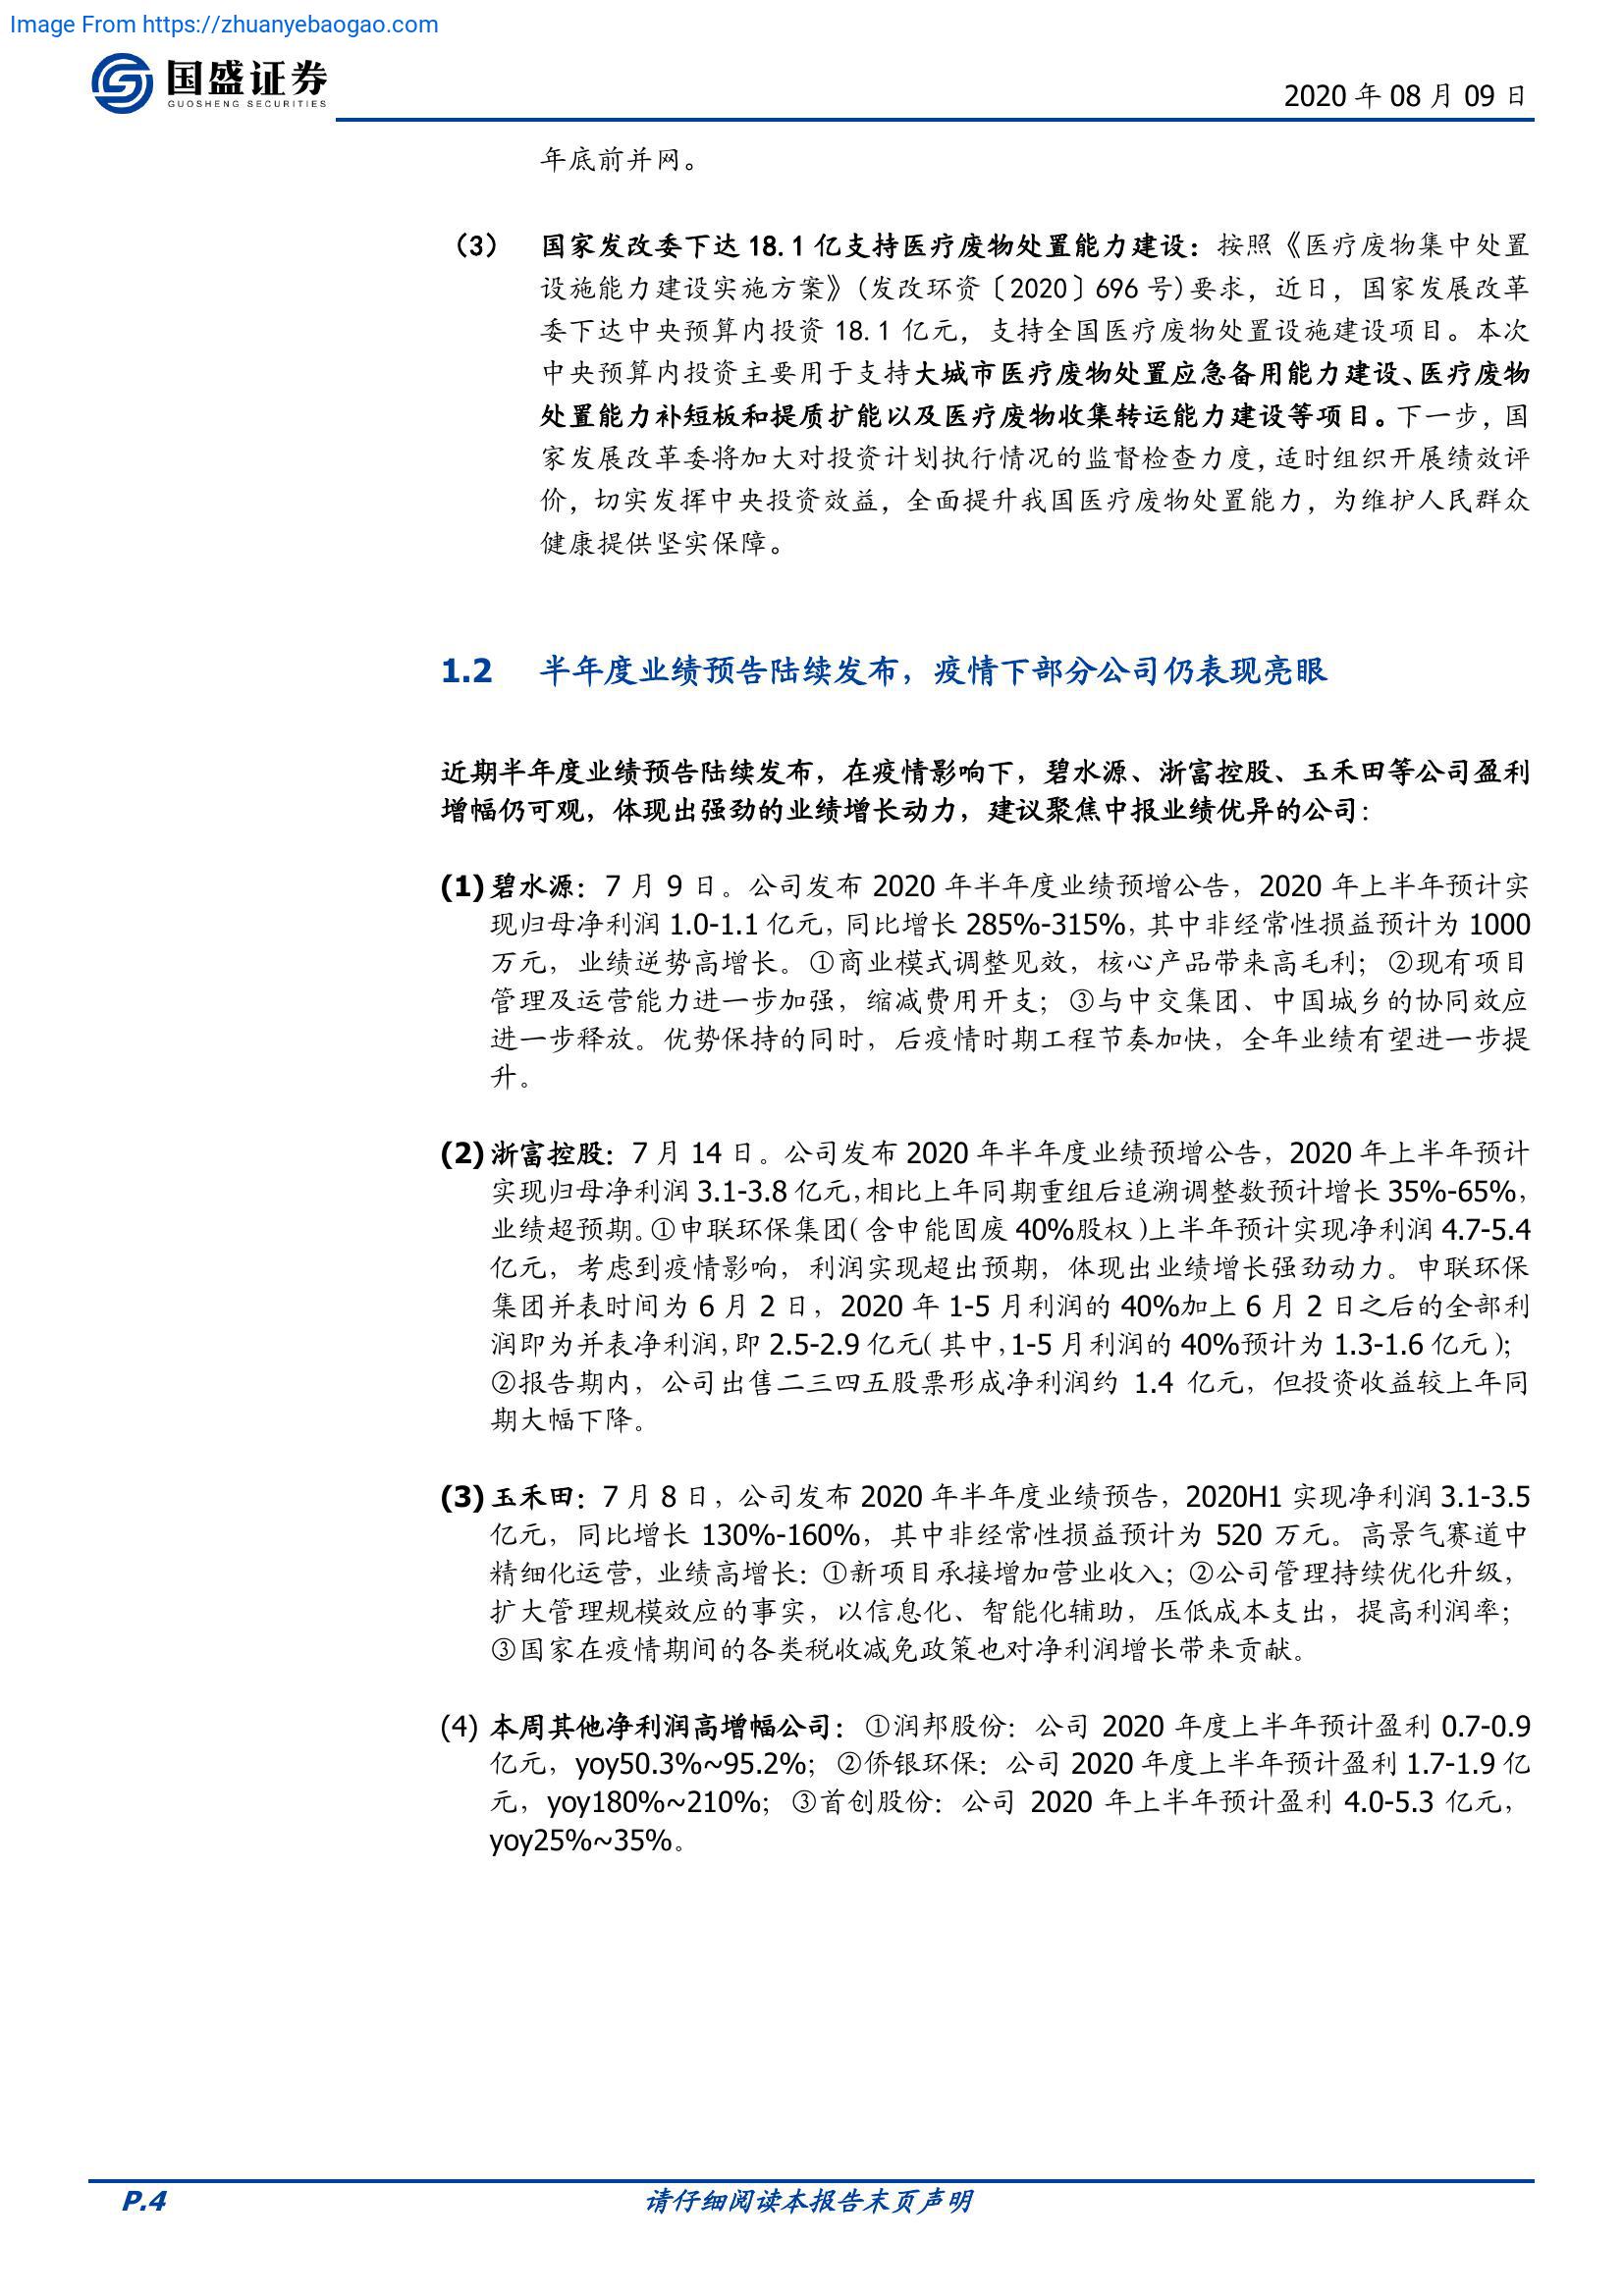 Image From https://zhuanyebaogao.com
国盛证券
GUOSHENG SECURITIES
2020 年 08 月 09 日
年底前并网。
（3） 国家发改委下达 18.1 亿支持医疗废物处置能力建设：按照《医疗废物集中处置
设施能力建设实施方案》(发改环资〔2020〕696 号)要求，近日，国家发展改革
委下达中央预算内投资 18.1 亿元，支持全国医疗废物处置设施建设项目。本次
中央预算内投资主要用于支持大城市医疗废物处置应急备用能力建设、医疗废物
处置能力补短板和提质扩能以及医疗废物收集转运能力建设等项目。下一步，国
家发展改革委将加大对投资计划执行情况的监督检查力度，适时组织开展绩效评
价，切实发挥中央投资效益，全面提升我国医疗废物处置能力，为维护人民群众
健康提供坚实保障。
1.2 半年度业绩预告陆续发布，疫情下部分公司仍表现亮眼
近期半年度业绩预告陆续发布，在疫情影响下，碧水源、浙富控股、玉禾田等公司盈利
增幅仍可观，体现出强劲的业绩增长动力，建议聚焦中报业绩优异的公司：
(1) 碧水源：7 月 9 日。公司发布 2020 年半年度业绩预增公告，2020 年上半年预计实
现归母净利润 1.0-1.1 亿元，同比增长 285%-315%，其中非经常性损益预计为 1000
万元，业绩逆势高增长。①商业模式调整见效，核心产品带来高毛利；②现有项目
管理及运营能力进一步加强，缩减费用开支；③与中交集团、中国城乡的协同效应
进一步释放。优势保持的同时，后疫情时期工程节奏加快，全年业绩有望进一步提
升。
(2) 浙富控股：7 月 14 日。公司发布 2020 年半年度业绩预增公告，2020 年上半年预计
实现归母净利润 3.1-3.8 亿元，相比上年同期重组后追溯调整数预计增长 35%-65%，
业绩超预期。①申联环保集团（含申能固废 40%股权）上半年预计实现净利润 4.7-5.4
亿元，考虑到疫情影响，利润实现超出预期，体现出业绩增长强劲动力。申联环保
集团并表时间为 6 月 2 日，2020 年 1-5 月利润的 40%加上 6 月 2 日之后的全部利
润即为并表净利润，即 2.5-2.9 亿元（其中，1-5 月利润的 40%预计为 1.3-1.6 亿元）；
②报告期内，公司出售二三四五股票形成净利润约 1.4 亿元，但投资收益较上年同
期大幅下降。
(3) 玉禾田：7 月 8 日，公司发布 2020 年半年度业绩预告，2020H1 实现净利润 3.1-3.5
亿元，同比增长 130%-160%，其中非经常性损益预计为 520 万元。高景气赛道中
精细化运营，业绩高增长：①新项目承接增加营业收入；②公司管理持续优化升级，
扩大管理规模效应的事实，以信息化、智能化辅助，压低成本支出，提高利润率；
③国家在疫情期间的各类税收减免政策也对净利润增长带来贡献。
(4) 本周其他净利润高增幅公司：①润邦股份：公司 2020 年度上半年预计盈利 0.7-0.9
亿元，yoy50.3%~95.2%；②侨银环保：公司 2020 年度上半年预计盈利 1.7-1.9 亿
元，yoy180%~210%；③首创股份：公司 2020 年上半年预计盈利 4.0-5.3 亿元，
yoy25%~35%。
P.4
请仔细阅读本报告末页声明